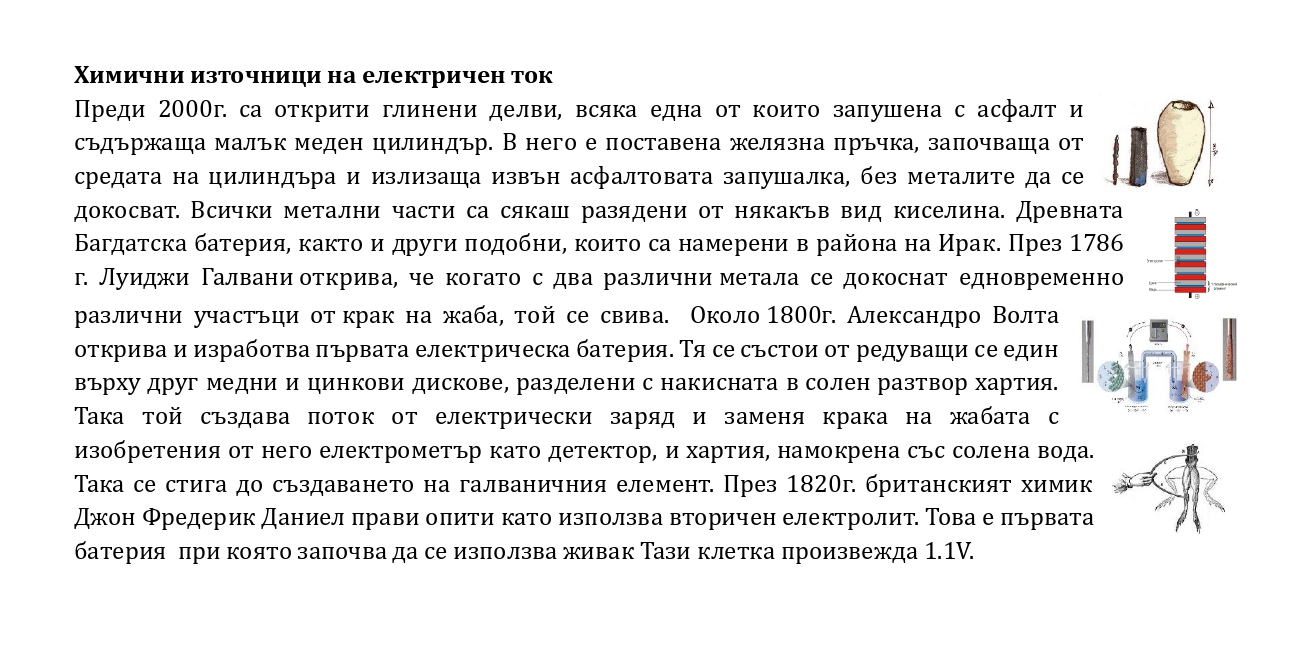 Химични източници на електричен ток
Преди 2000г. са открити глинени делви, всяка една от които запушена с асфалт и
съдържаща малък меден цилиндър. В него е поставена желязна пръчка, започваща от
средата на цилиндъра и излизаща извън асфалтовата запушалка, без металите да се
докосват. Всички метални части са сякаш разядени от някакъв вид киселина. Древната
Багдатска батерия, както и други подобни, които са намерени в района на Ирак. През 1786
г. Луиджи Галвани открива, че когато с два различни метала се докоснат едновременно
различни участъци от крак на жаба, той се свива. Около 1800г. Александро Волта
открива и изработва първата електрическа батерия. Тя се състои от редуващи се един
върху друг медни и цинкови дискове, разделени с накисната в солен разтвор хартия.
Така той създава поток от електрически заряд и заменя крака на жабата с
изобретения от него електрометър като детектор, и хартия, намокрена със солена вода.
Така се стига до създаването на галваничния елемент. През 1820г. британският химик
Джон Фредерик Даниел прави опити като използва вторичен електролит. Това е първата
батерия при която започва да се използва живак Тази клетка произвежда 1.1V.